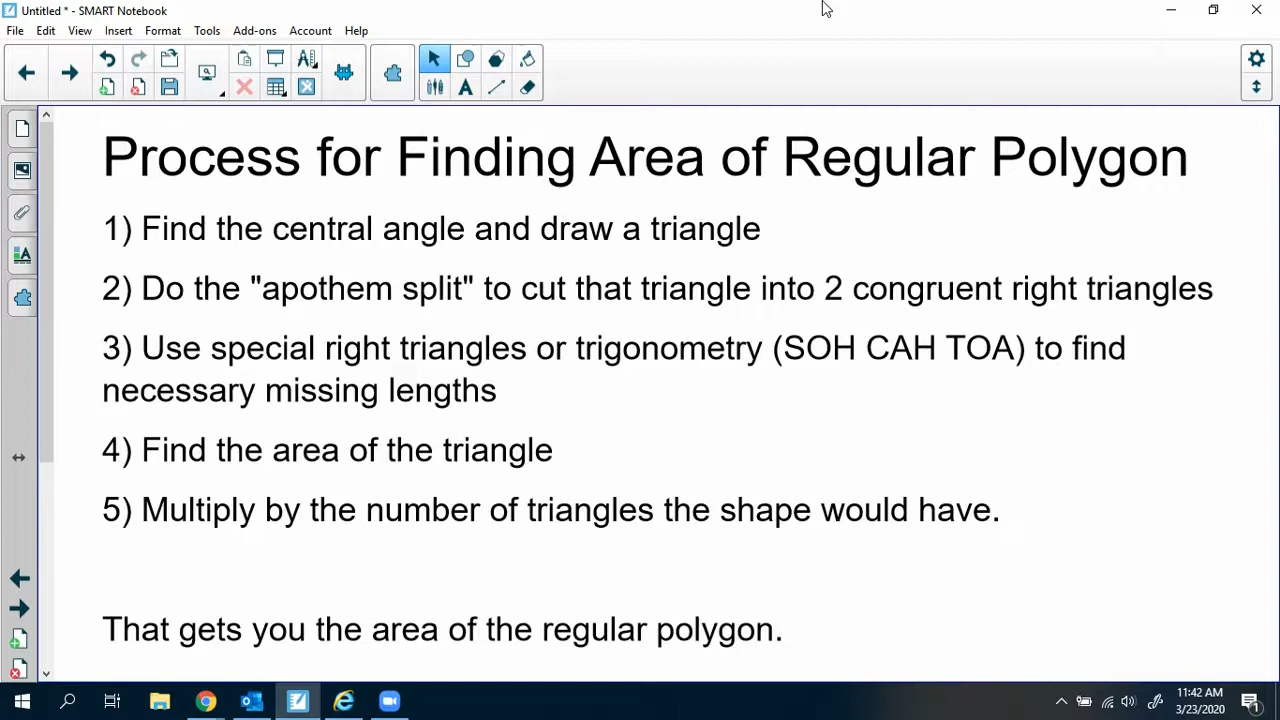 Untitled * - SMART Notebook
File Edit View Insert Format Tools Add-ons Account Help
Process for Finding Area of Regular Polygon
1) Find the central angle and draw a triangle
2) Do the "apothem split" to cut that triangle into 2 congruent right triangles
3) Use special right triangles or trigonometry (SOH CAH TOA) to find
necessary missing lengths
4) Find the area of the triangle
5) Multiply by the number of triangles the shape would have.
That gets you the area of the regular polygon.
11:42 AM
3/23/2020
1